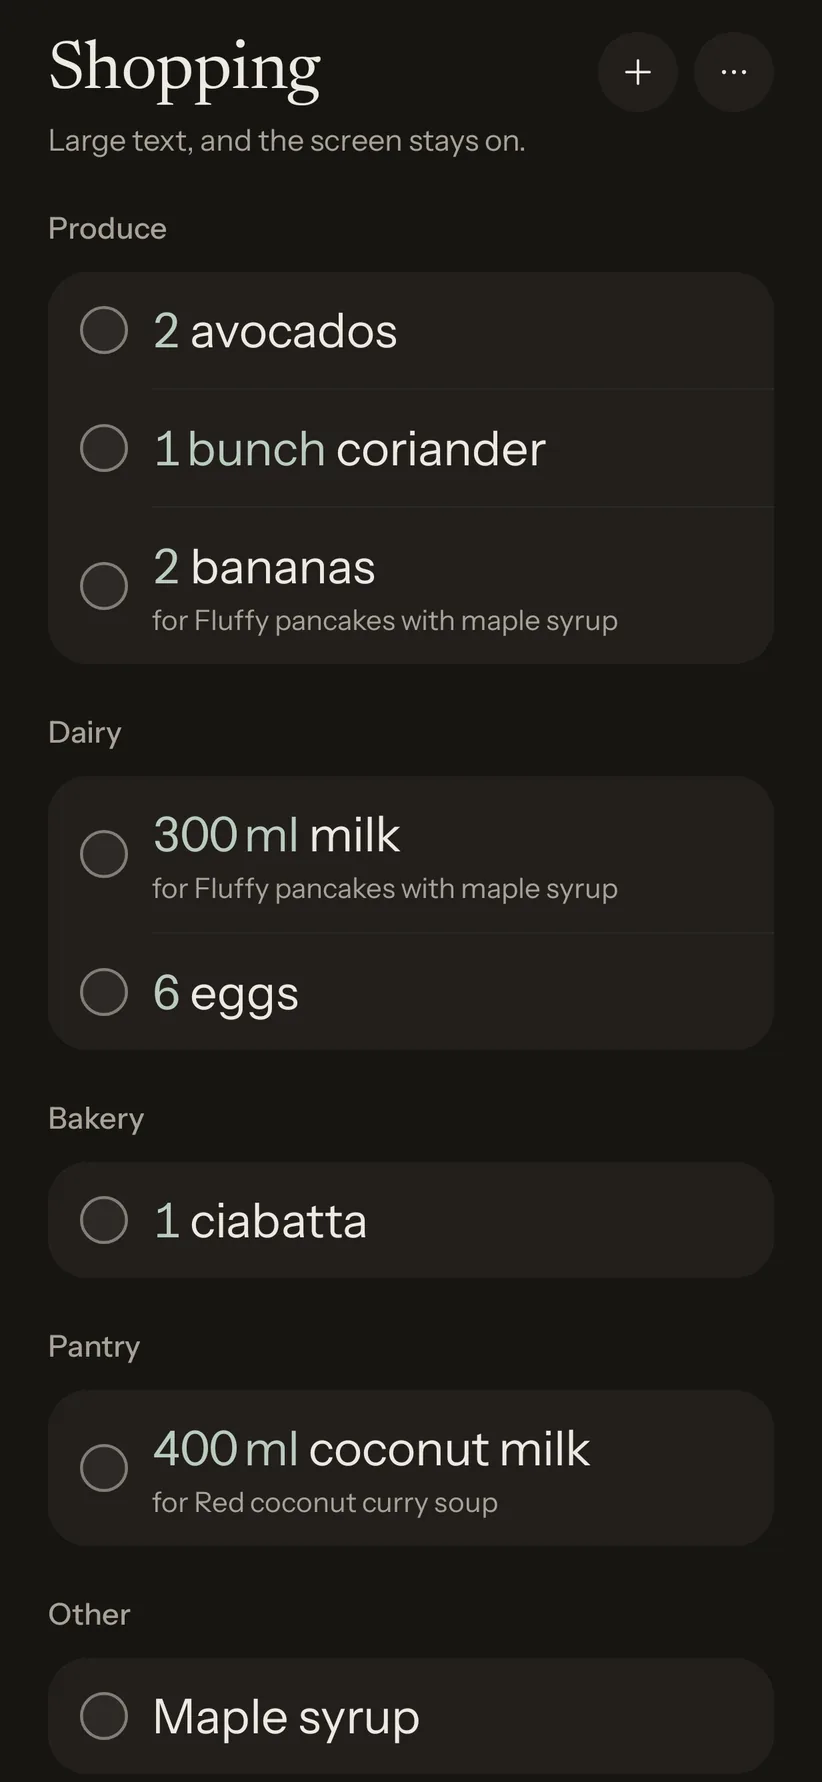 Shopping
Large text, and the screen stays on.
Produce
2 avocados
1 bunch coriander
2 bananas
for Fluffy pancakes with maple syrup
Dairy
300 ml milk
for Fluffy pancakes with maple syrup
6 eggs
Bakery
1 ciabatta
Pantry
400 ml coconut milk
for Red coconut curry soup
Other
Maple syrup